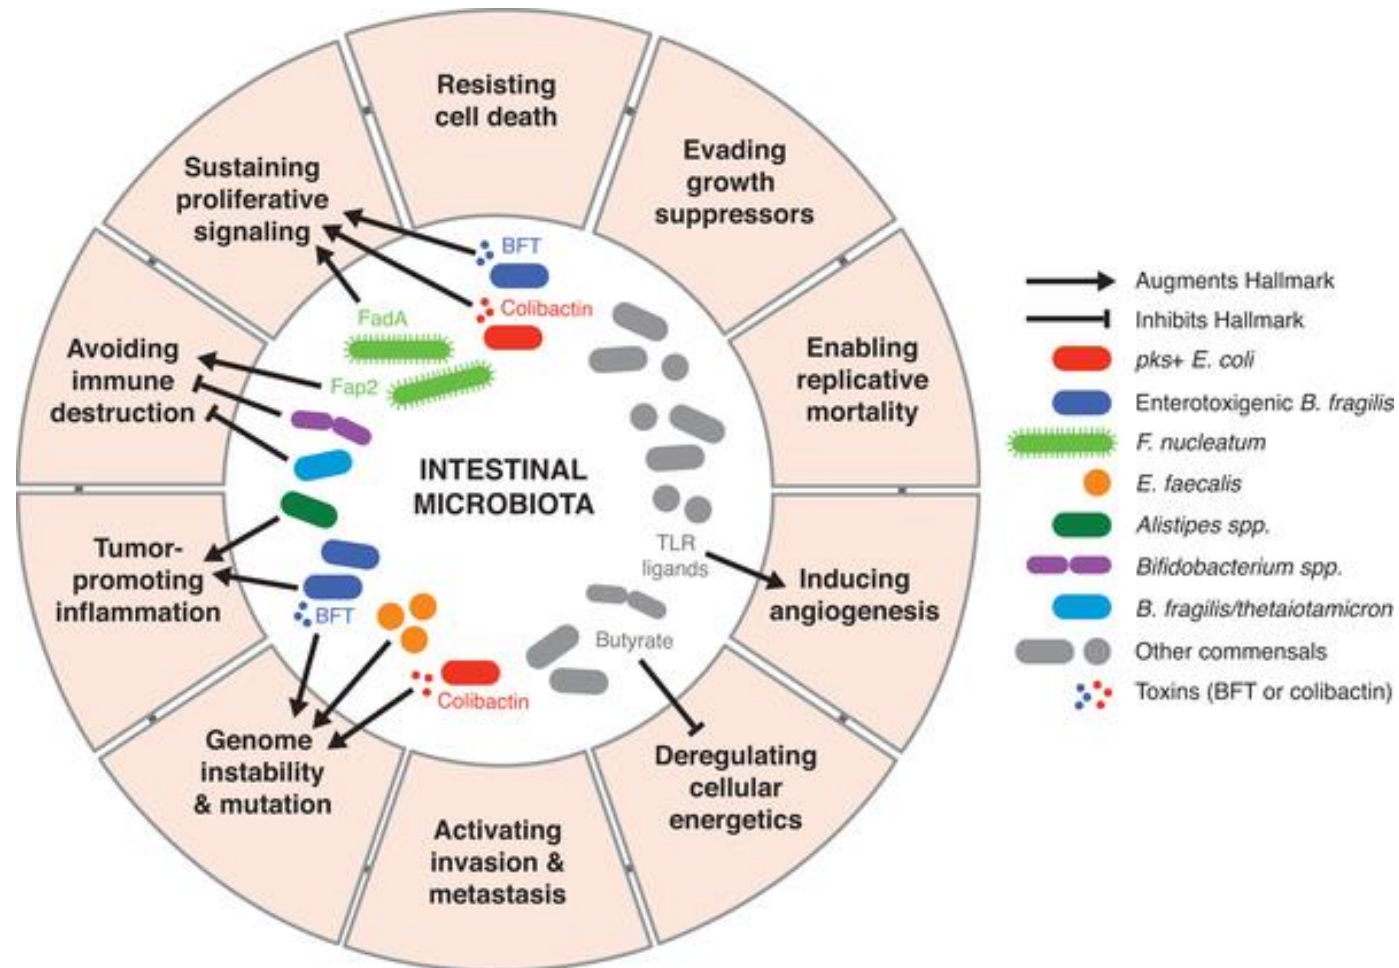 Resisting
cell death
Evading
growth
suppressors
Enabling
replicative
mortality
Inducing
angiogenesis
Deregulating
cellular
energetics
Activating
invasion &
metastasis
Genome
instability
& mutation
Tumor-
promoting
inflammation
Avoiding
immune
destruction
Sustaining
proliferative
signaling
BFT
Colibactin
FadA
Fap2
INTESTINAL
MICROBIOTA
TLR
ligands
Butyrate
BFT
Colibactin
Augments Hallmark
Inhibits Hallmark
pks+ E. coli
Enterotoxigenic B. fragilis
F. nucleatum
E. faecalis
Alistipes spp.
Bifidobacterium spp.
B. fragilis/thetaiotamicron
Other commensals
Toxins (BFT or colibactin)